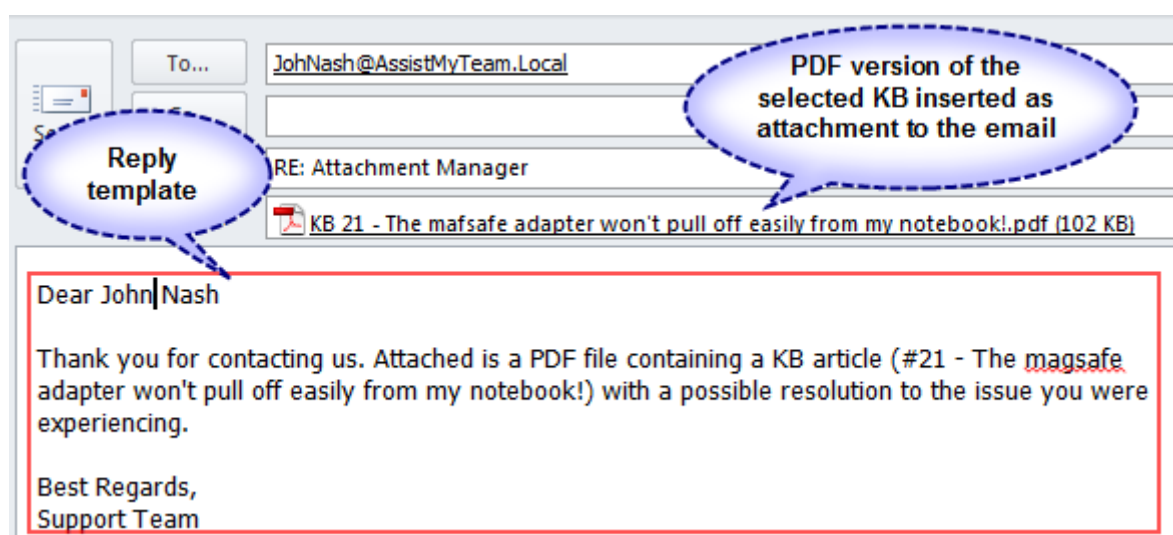 To...
JohNash@AssistMyTeam.Local
PDF version of the
selected KB inserted as
attachment to the email
Reply
template
RE: Attachment Manager
KB 21 - The mafsafe adapter won't pull off easily from my notebook!.pdf (102 KB)
Dear John Nash
Thank you for contacting us. Attached is a PDF file containing a KB article (#21 - The magsafe
adapter won't pull off easily from my notebook!) with a possible resolution to the issue you were
experiencing.
Best Regards,
Support Team